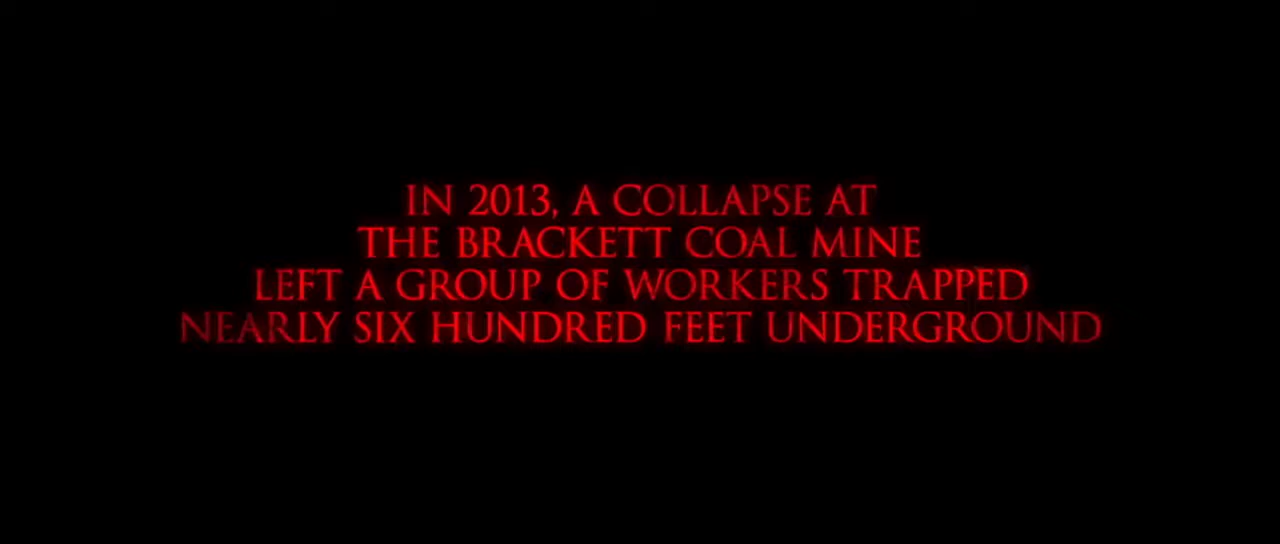 IN 2013, A COLLAPSE AT
THE BRACKETT COAL MINE
LEFT A GROUP OF WORKERS TRAPPED
NEARLY SIX HUNDRED FEET UNDERGROUND